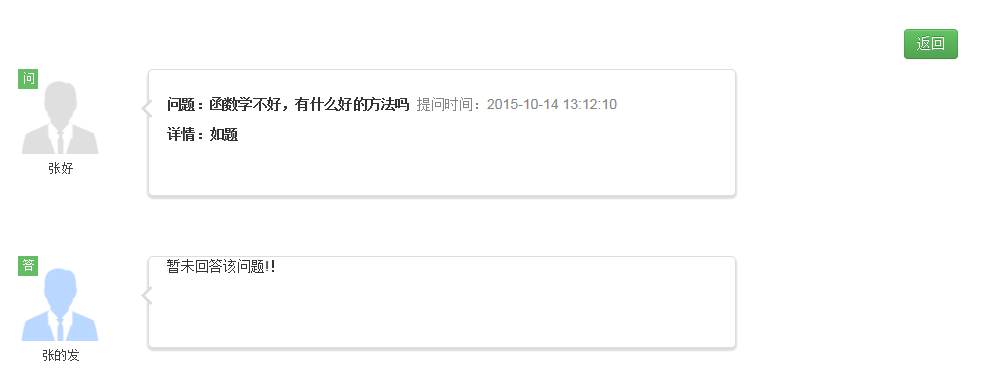 返回
问
问题：函数学不好，有什么好的方法吗 提问时间：2015-10-14 13:12:10
详情：如题
张好
答
暂未回答该问题!!
张的发